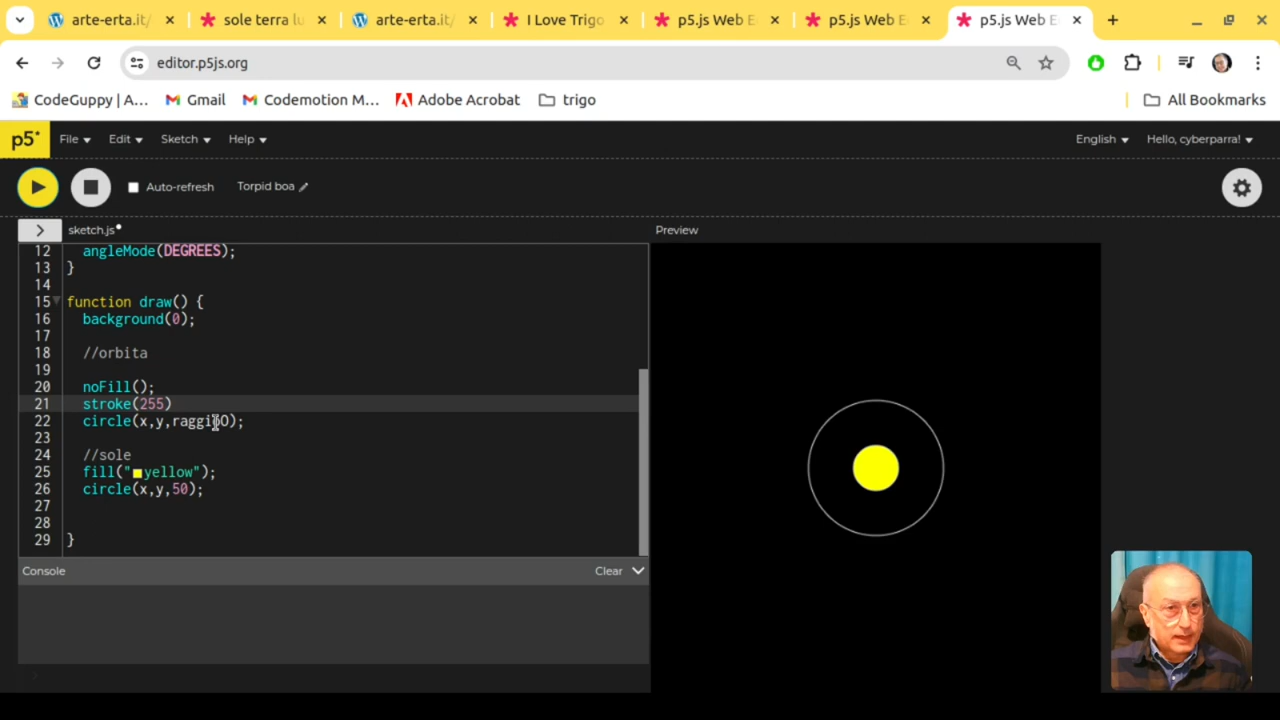 arte-erta.it/
sole terra lu
arte-erta.it/
I Love Trigo
p5.js Web E
p5.js Web E
p5.js Web E
editor.p5js.org
CodeGuppy | A...
Gmail
Codemotion M...
Adobe Acrobat
trigo
All Bookmarks
p5*
File
Edit
Sketch
Help
English
Hello, cyberparra!
Auto-refresh
Torpid boa
sketch.js
Preview
12 angleMode(DEGREES);
13 }
14
15 function draw() {
16 background(0);
17
18 //orbita
19
20 noFill();
21 stroke(255)
22 circle(x,y,raggioO);
23
24 //sole
25 fill("yellow");
26 circle(x,y,50);
27
28
29 }
Console
Clear